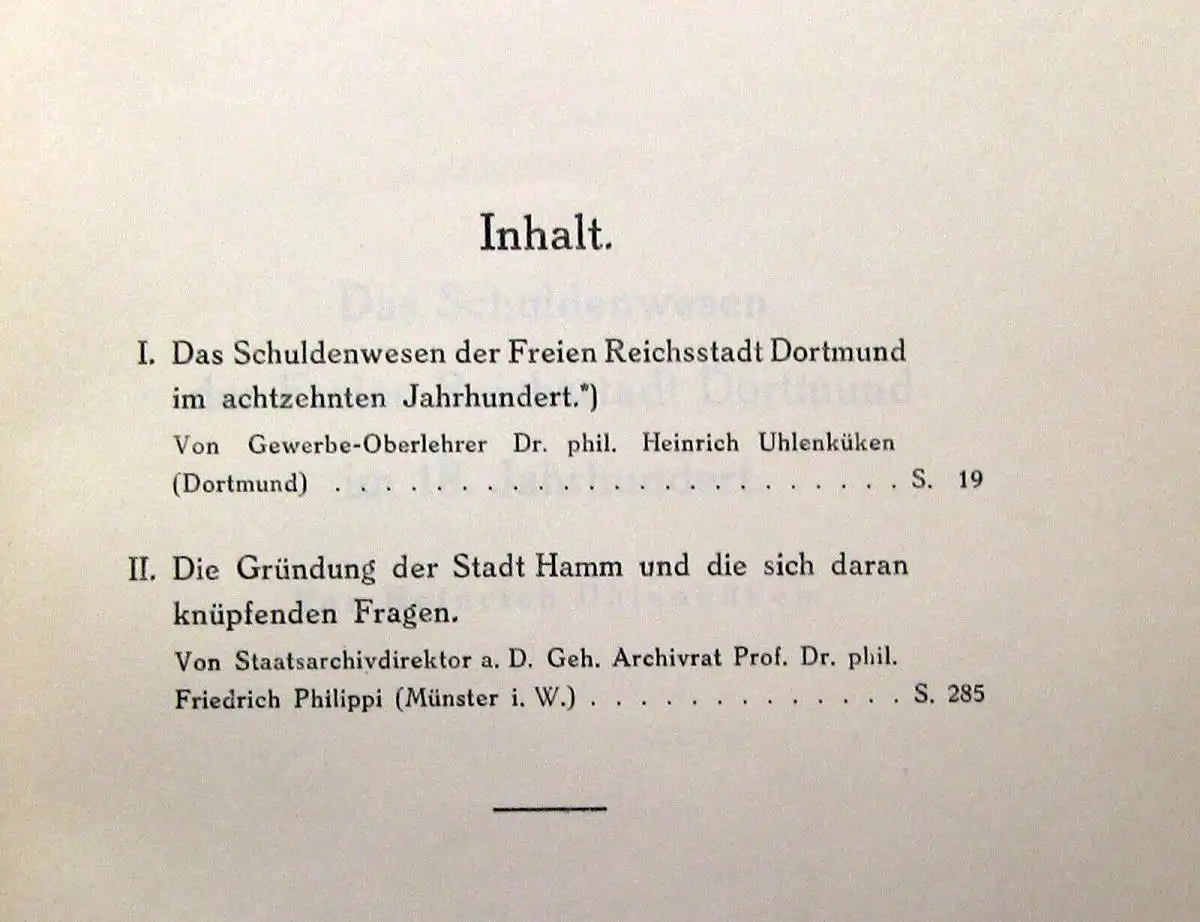 Inhalt.
I. Das Schuldenwesen der Freien Reichsstadt Dortmund
im achtzehnten Jahrhundert.*)
Von Gewerbe-Oberlehrer Dr. phil. Heinrich Uhlenküken
(Dortmund) . . . . . . . . . . . . . . . . . . . . . . . S. 19
II. Die Gründung der Stadt Hamm und die sich daran
knüpfenden Fragen.
Von Staatsarchivdirektor a. D. Geh. Archivrat Prof. Dr. phil.
Friedrich Philippi (Münster i. W.) . . . . . . . . . . . . . S. 285